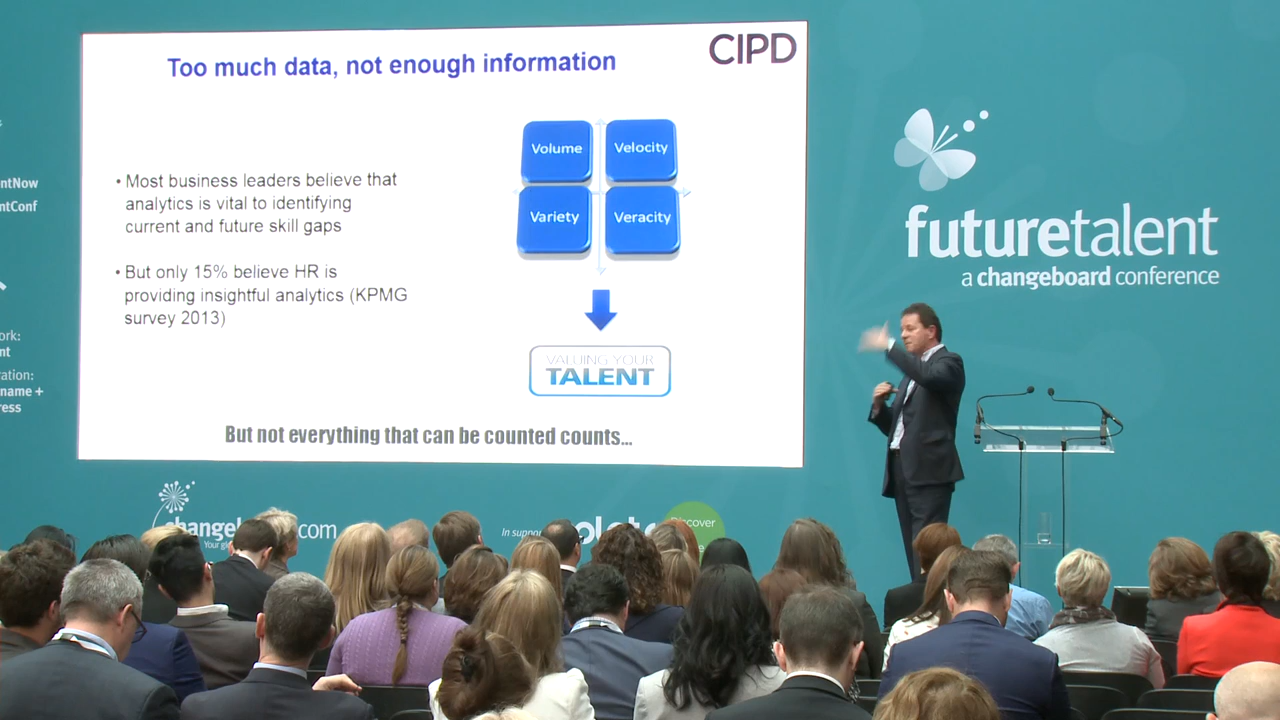 CIPD
Too much data, not enough information
• Most business leaders believe that
analytics is vital to identifying
current and future skill gaps
• But only 15% believe HR is
providing insightful analytics (KPMG
survey 2013)
Volume
Velocity
Variety
Veracity
VALUING YOUR
TALENT
But not everything that can be counted counts...
futuretalent
a changeboard conference
ntNow
ntConf
ork:
nt
ration:
name +
ress
.com
In support
Discover